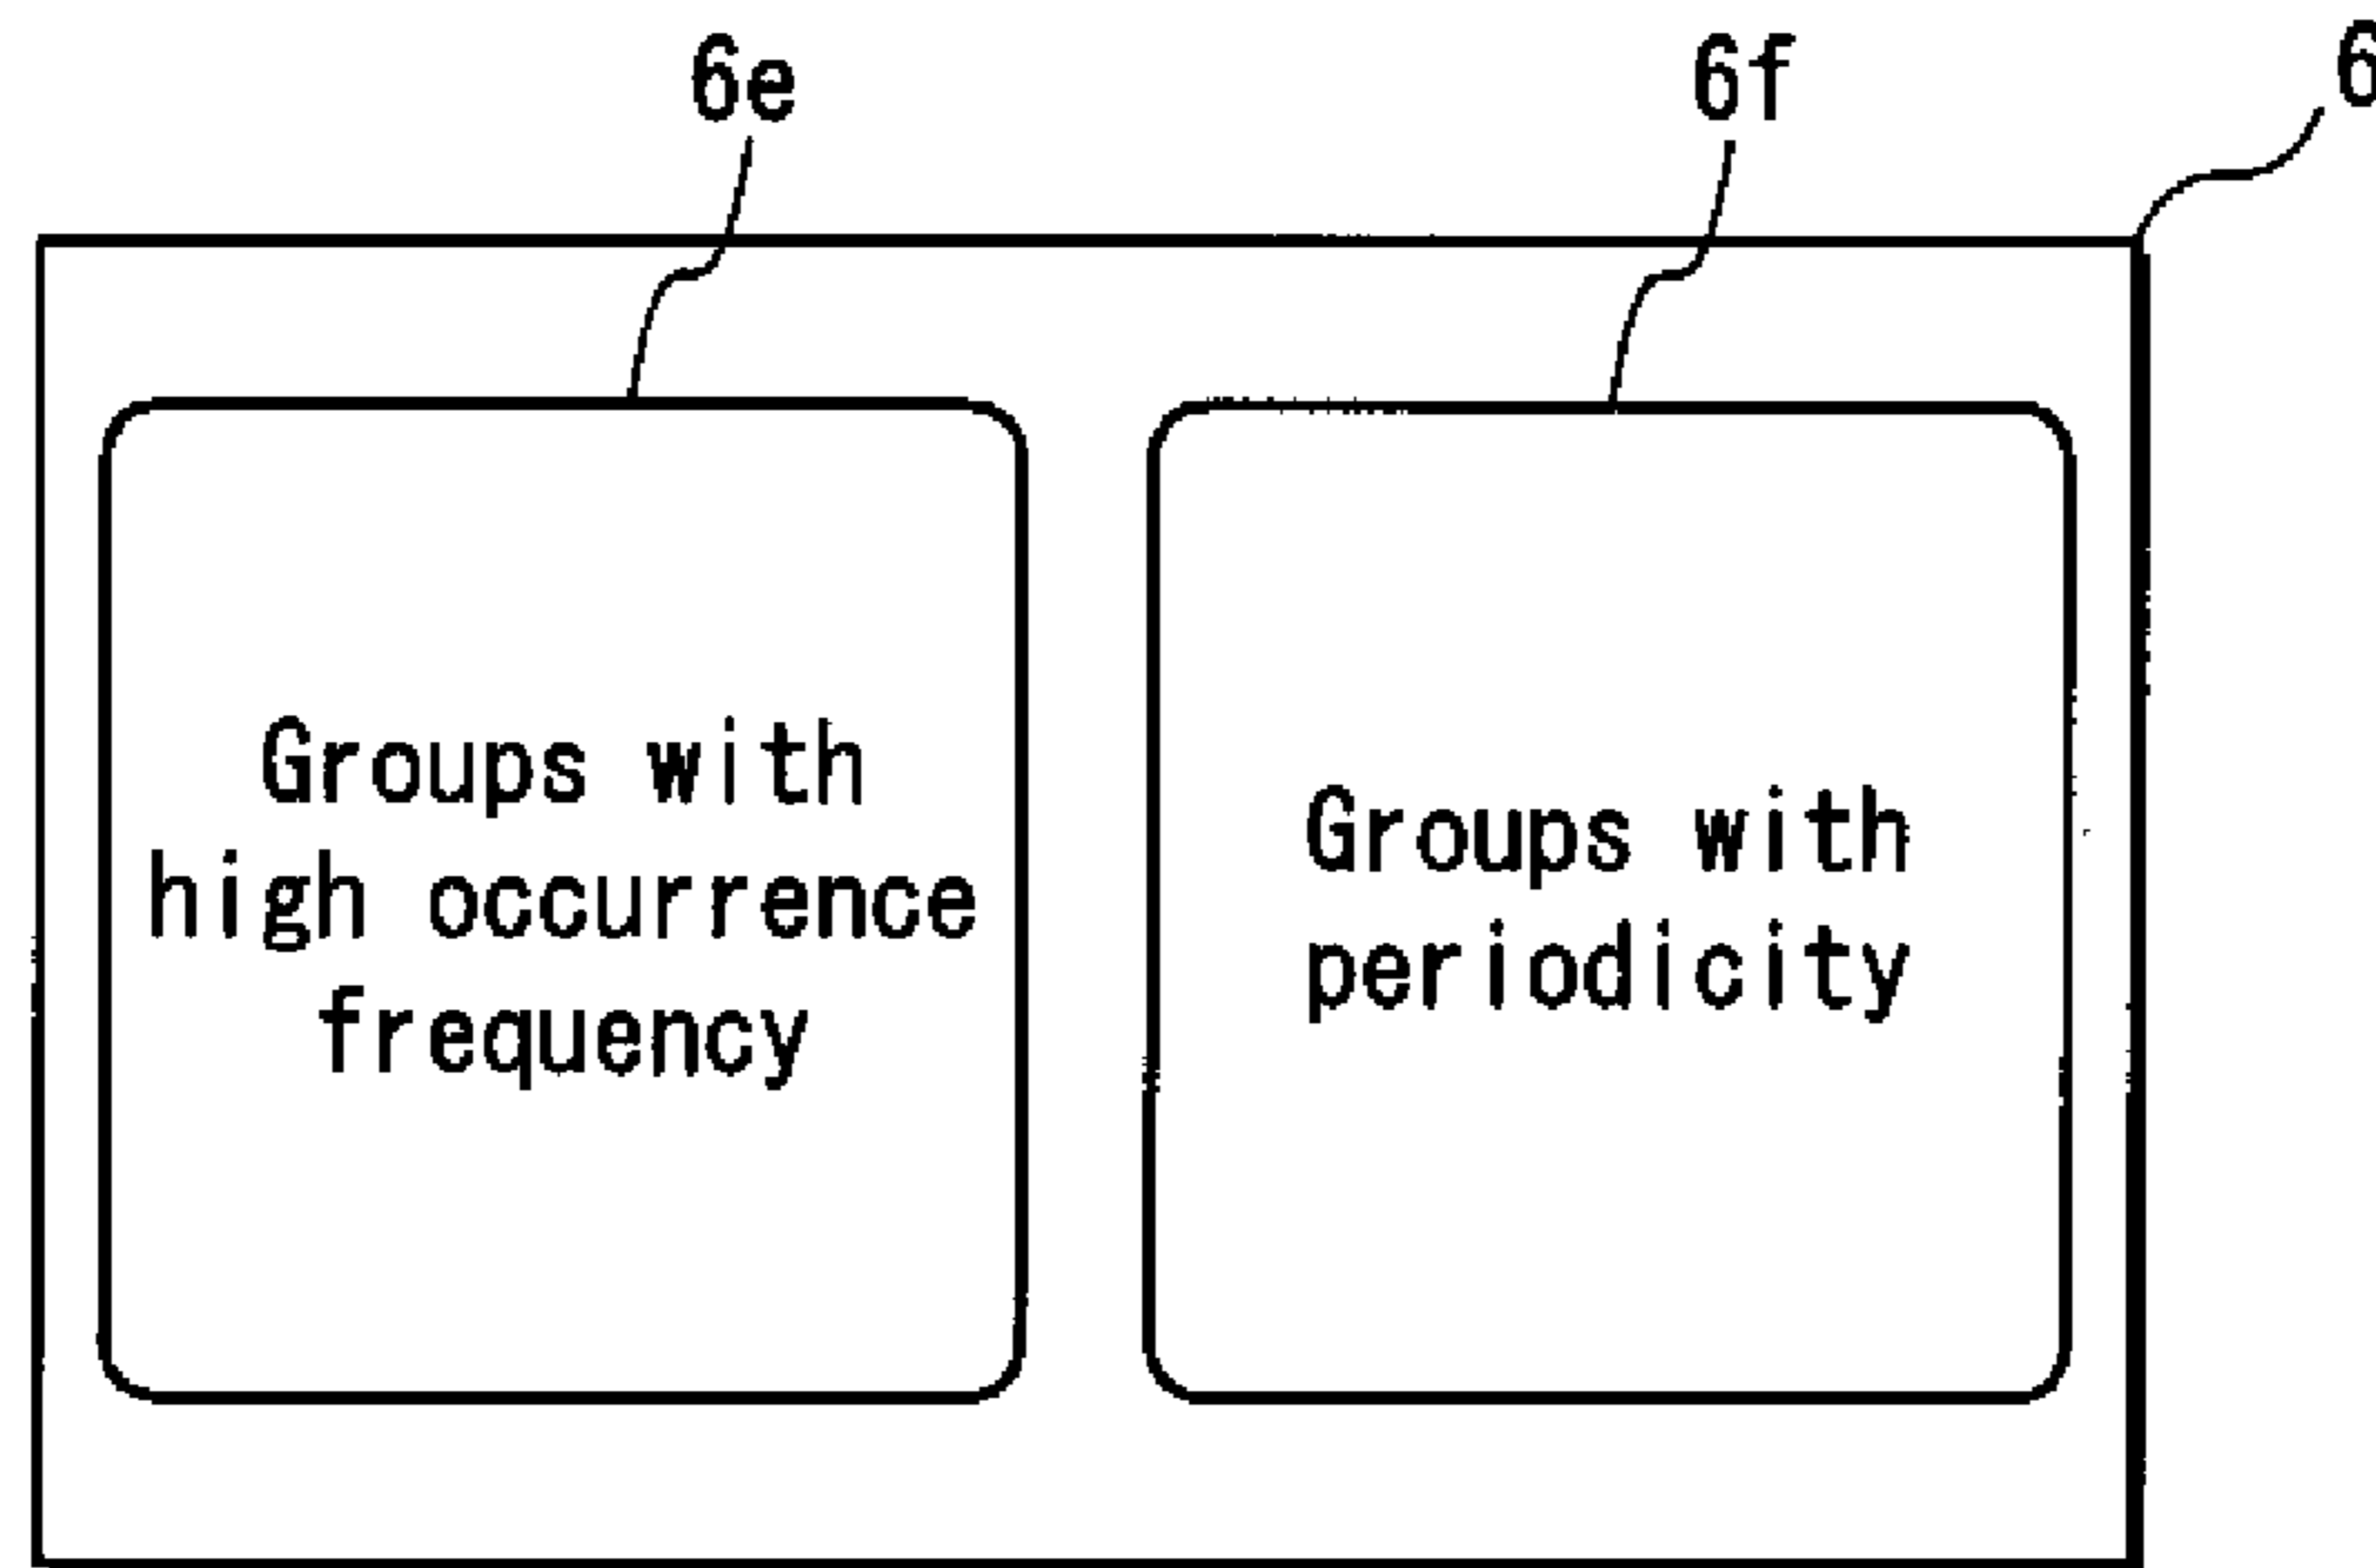 6e 6f 6
Groups with
high occurrence
frequency
Groups with
periodicity